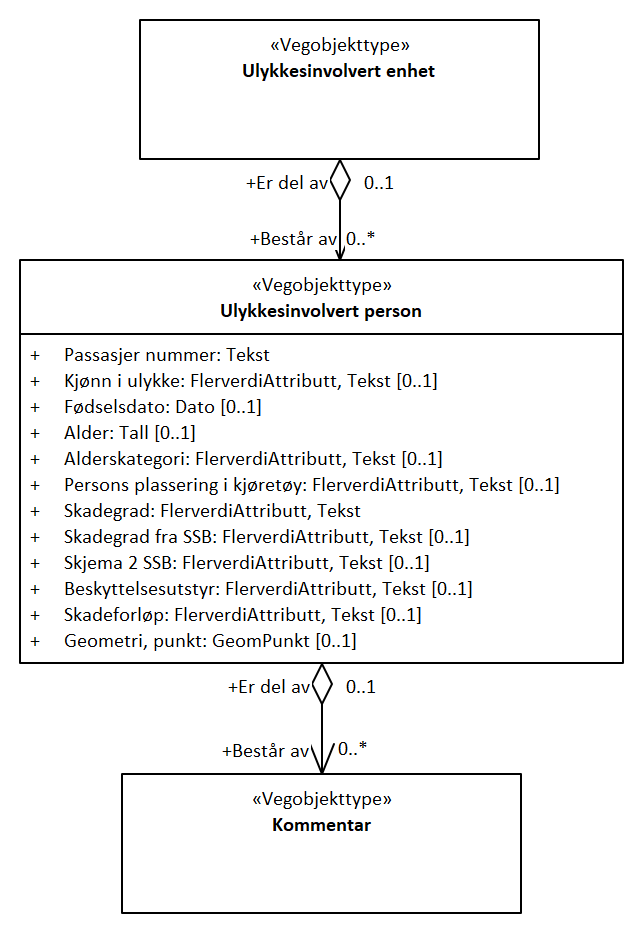 «Vegobjekttype»
Ulykkesinvolvert enhet
+Er del av 0..1
+Består av 0..*
«Vegobjekttype»
Ulykkesinvolvert person
+ Passasjer nummer: Tekst
+ Kjønn i ulykke: FlerverdiAttributt, Tekst [0..1]
+ Fødselsdato: Dato [0..1]
+ Alder: Tall [0..1]
+ Alderskategori: FlerverdiAttributt, Tekst [0..1]
+ Persons plassering i kjøretøy: FlerverdiAttributt, Tekst [0..1]
+ Skadegrad: FlerverdiAttributt, Tekst
+ Skadegrad fra SSB: FlerverdiAttributt, Tekst [0..1]
+ Skjema 2 SSB: FlerverdiAttributt, Tekst [0..1]
+ Beskyttelsesutstyr: FlerverdiAttributt, Tekst [0..1]
+ Skadeforløp: FlerverdiAttributt, Tekst [0..1]
+ Geometri, punkt: GeomPunkt [0..1]
+Er del av 0..1
+Består av 0..*
«Vegobjekttype»
Kommentar